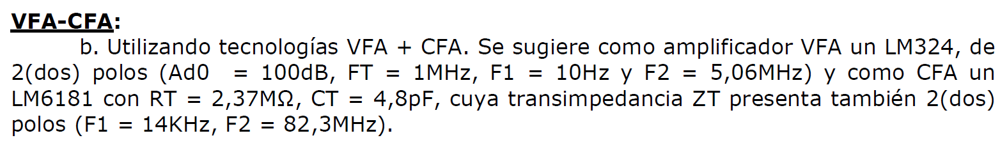 VFA-CFA:
b. Utilizando tecnologías VFA + CFA. Se sugiere como amplificador VFA un LM324, de
2(dos) polos (Ad0 = 100dB, FT = 1MHz, F1 = 10Hz y F2 = 5,06MHz) y como CFA un
LM6181 con RT = 2,37MΩ, CT = 4,8pF, cuya transimpedancia ZT presenta también 2(dos)
polos (F1 = 14KHz, F2 = 82,3MHz).